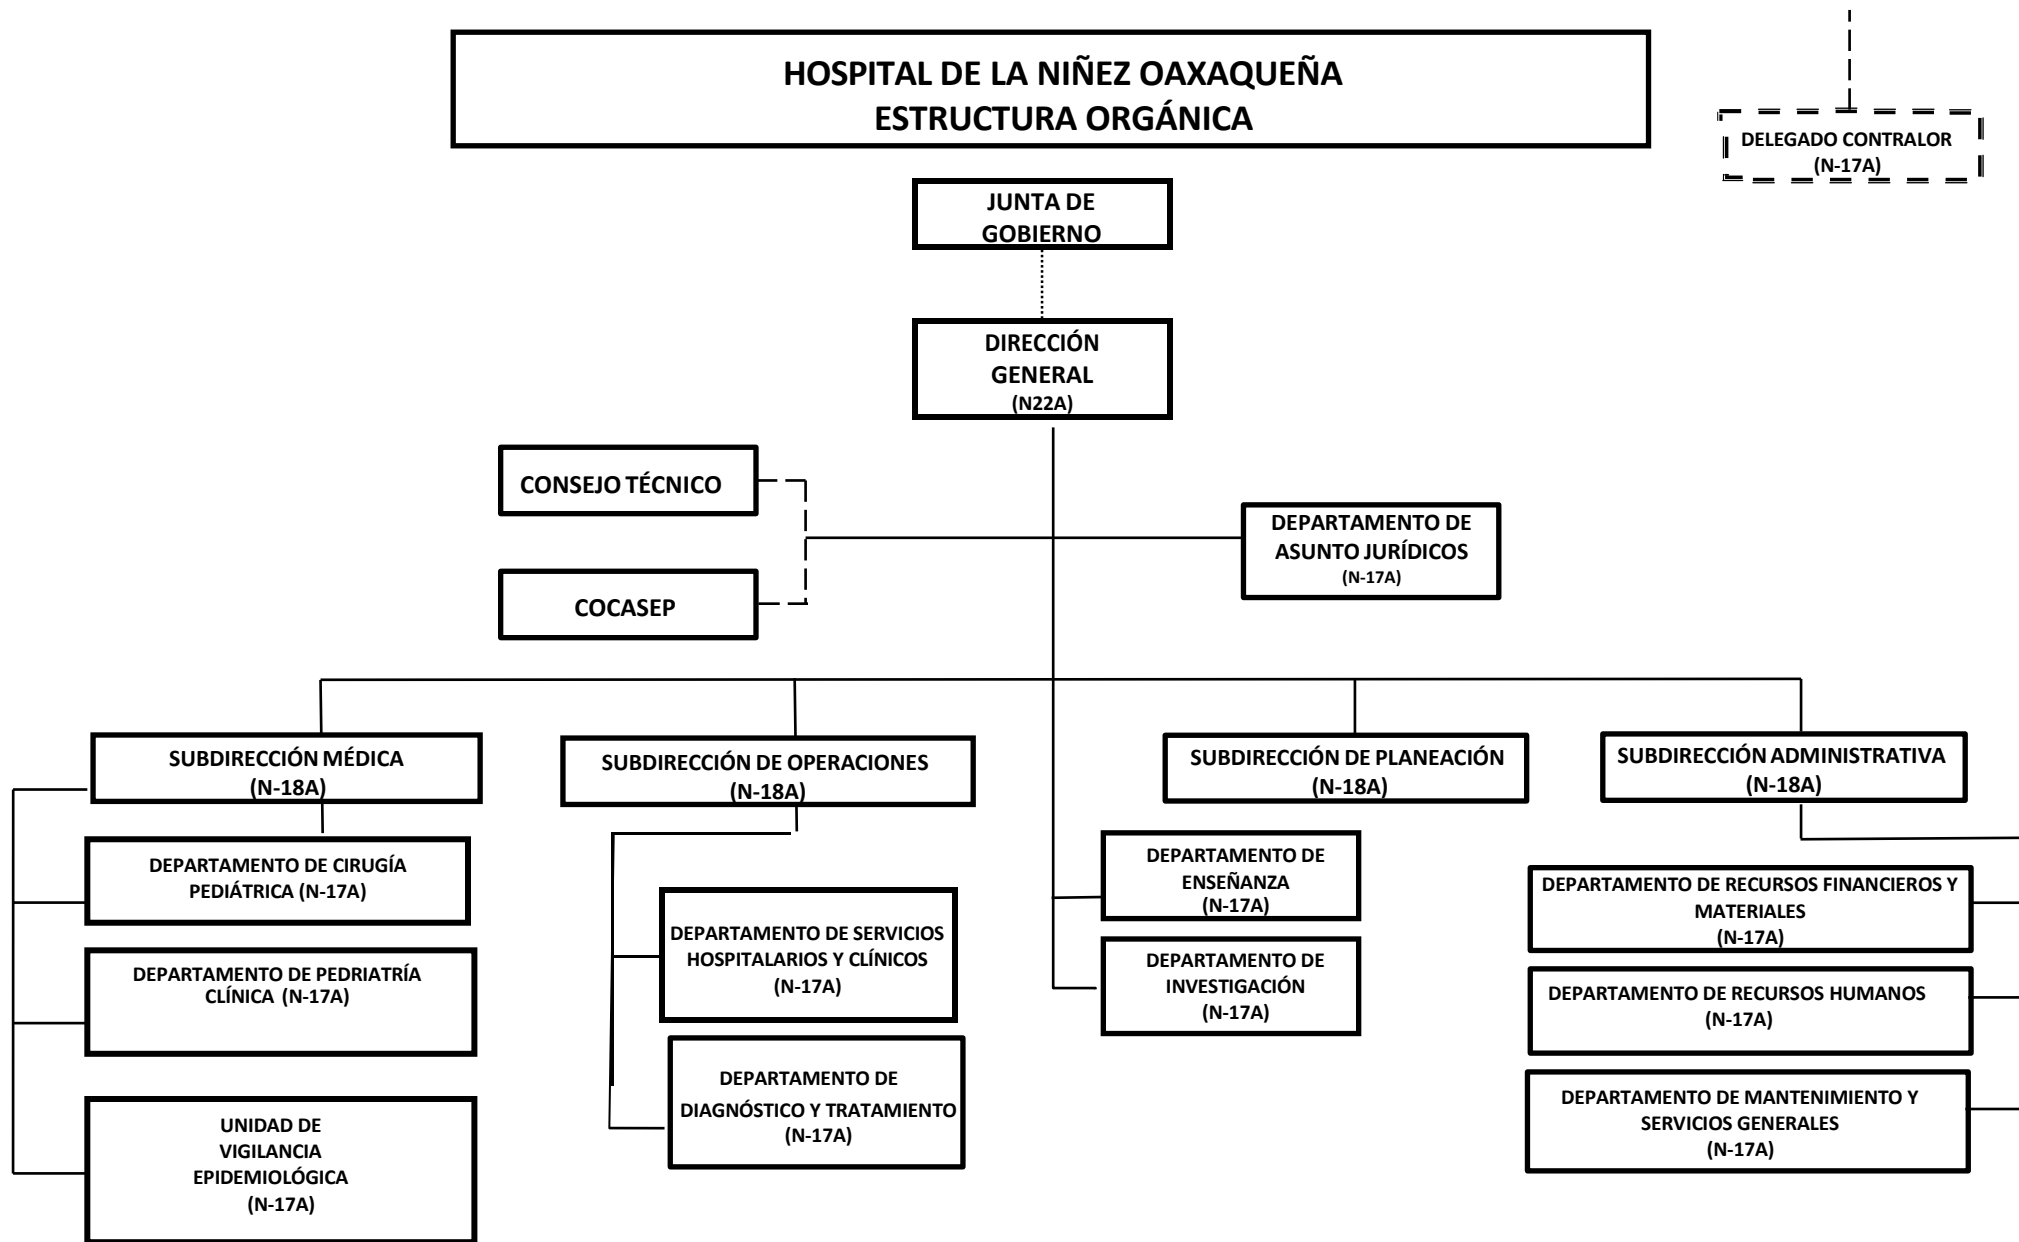 HOSPITAL DE LA NIÑEZ OAXAQUEÑA
ESTRUCTURA ORGÁNICA
DELEGADO CONTRALOR
(N-17A)
JUNTA DE
GOBIERNO
DIRECCIÓN
GENERAL
(N22A)
CONSEJO TÉCNICO
COCASEP
DEPARTAMENTO DE
ASUNTO JURÍDICOS
(N-17A)
SUBDIRECCIÓN MÉDICA
(N-18A)
DEPARTAMENTO DE CIRUGÍA
PEDIÁTRICA (N-17A)
DEPARTAMENTO DE PEDRIATRÍA
CLÍNICA (N-17A)
UNIDAD DE
VIGILANCIA
EPIDEMIOLÓGICA
(N-17A)
SUBDIRECCIÓN DE OPERACIONES
(N-18A)
DEPARTAMENTO DE SERVICIOS
HOSPITALARIOS Y CLÍNICOS
(N-17A)
DEPARTAMENTO DE
DIAGNÓSTICO Y TRATAMIENTO
(N-17A)
SUBDIRECCIÓN DE PLANEACIÓN
(N-18A)
DEPARTAMENTO DE
ENSEÑANZA
(N-17A)
DEPARTAMENTO DE
INVESTIGACIÓN
(N-17A)
SUBDIRECCIÓN ADMINISTRATIVA
(N-18A)
DEPARTAMENTO DE RECURSOS FINANCIEROS Y
MATERIALES
(N-17A)
DEPARTAMENTO DE RECURSOS HUMANOS
(N-17A)
DEPARTAMENTO DE MANTENIMIENTO Y
SERVICIOS GENERALES
(N-17A)